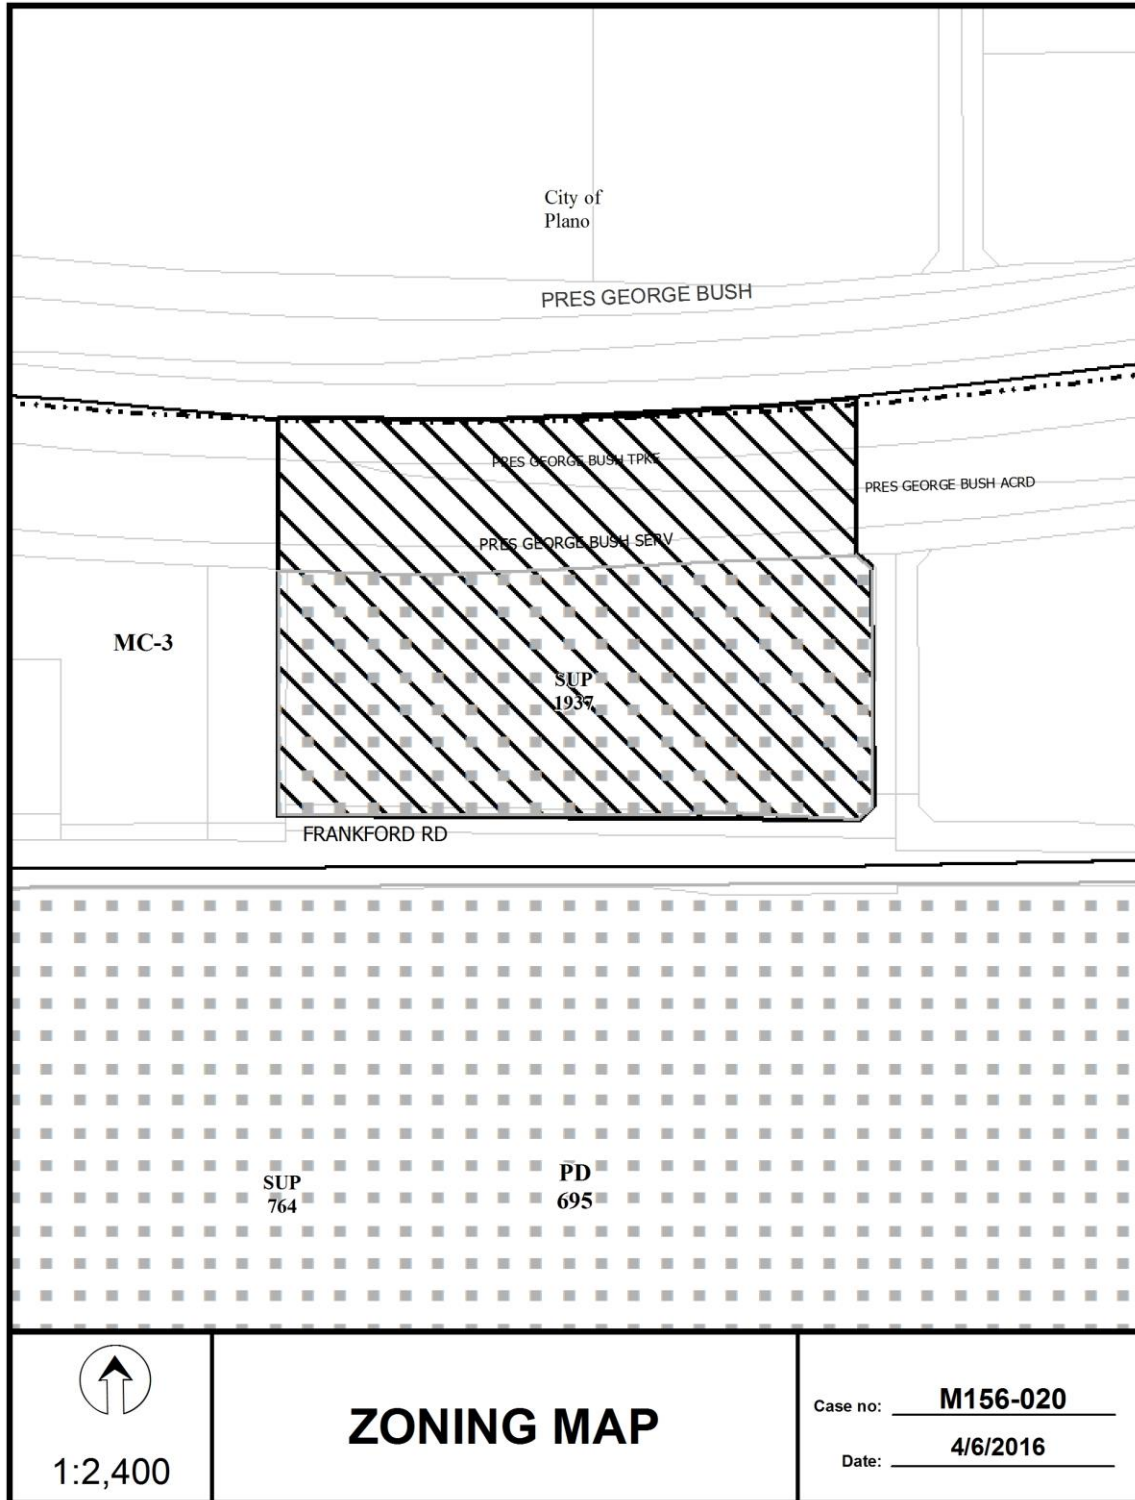 City of
Plano
PRES GEORGE BUSH
PRES GEORGE BUSH TPKE
PRES GEORGE BUSH ACRD
PRES GEORGE BUSH SERV
MC-3
SUP
1937
FRANKFORD RD
SUP
764
PD
695
1:2,400
ZONING MAP
Case no: M156-020
Date: 4/6/2016